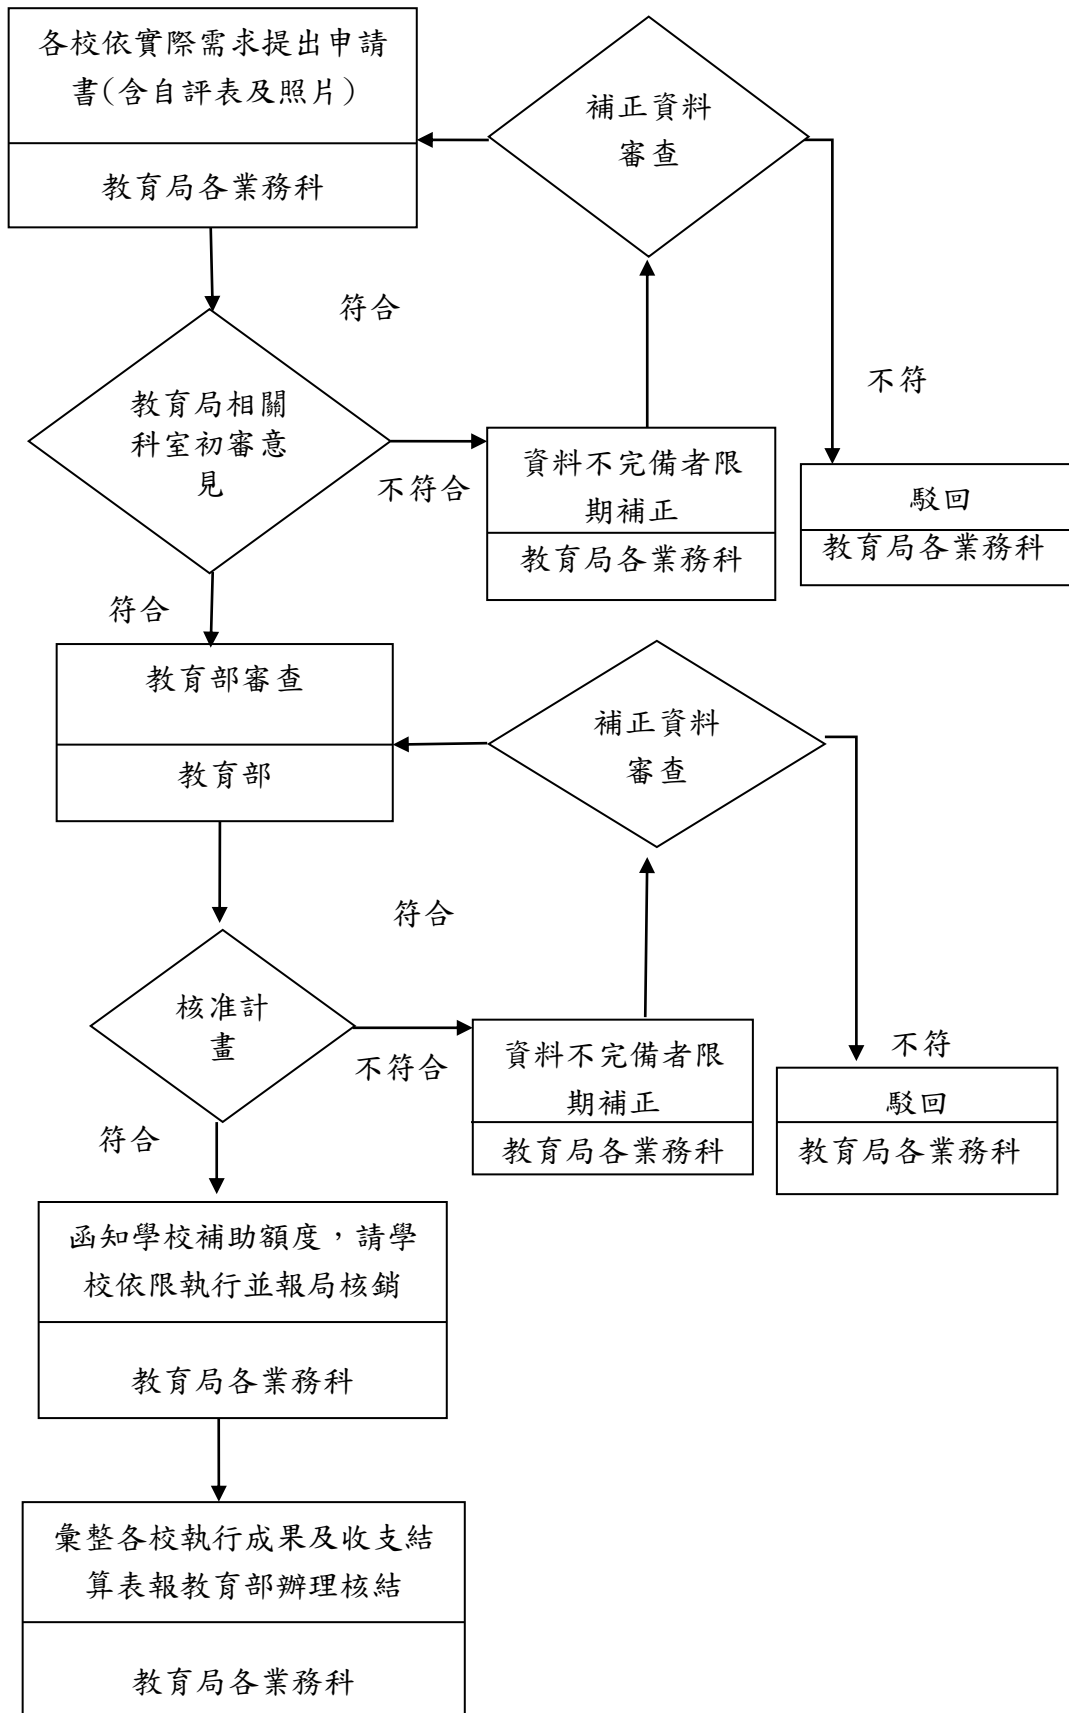 各校依實際需求提出申請
書(含自評表及照片)
教育局各業務科
補正資料
審查
符合
不符
教育局相關
科室初審意
見
不符合
資料不完備者限
期補正
教育局各業務科
駁回
教育局各業務科
符合
教育部審查
教育部
補正資料
審查
符合
核准計
畫
不符合
資料不完備者限
期補正
教育局各業務科
不符
駁回
教育局各業務科
符合
函知學校補助額度，請學
校依限執行並報局核銷
教育局各業務科
彙整各校執行成果及收支結
算表報教育部辦理核結
教育局各業務科